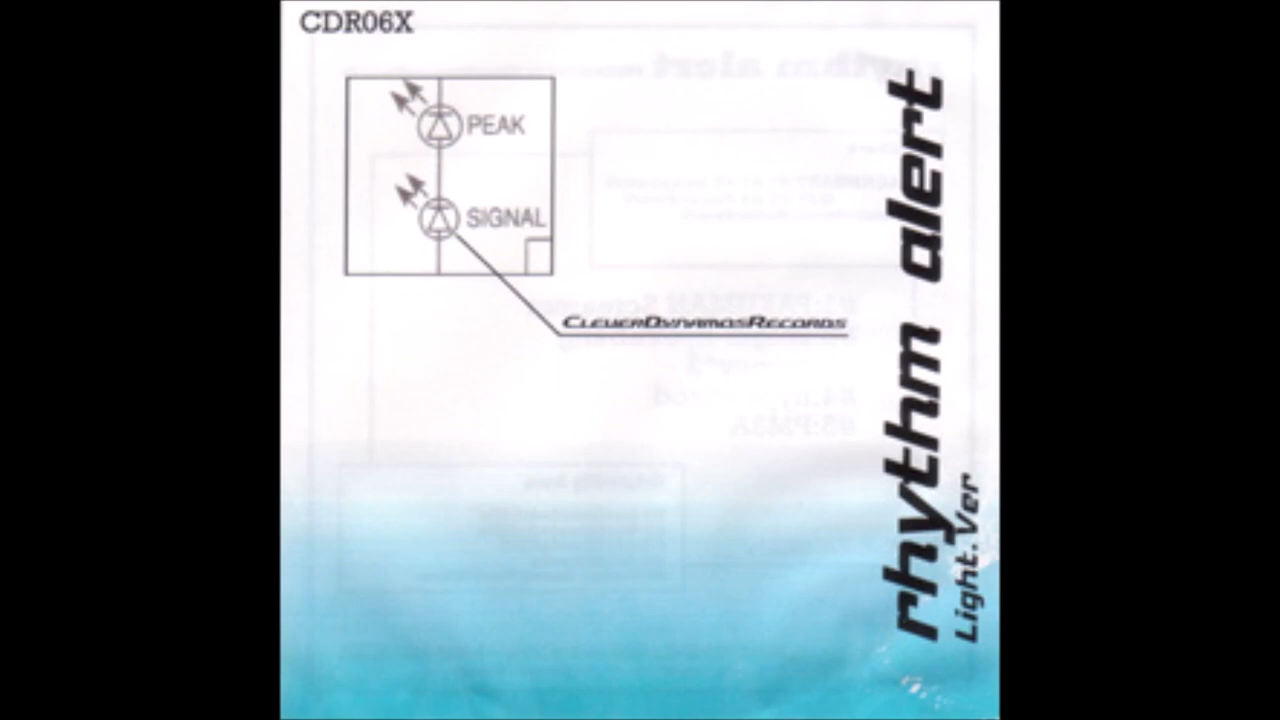 CDR06X
PEAK
SIGNAL
CleverDynamosRecords
rhythm alert
Light.Ver